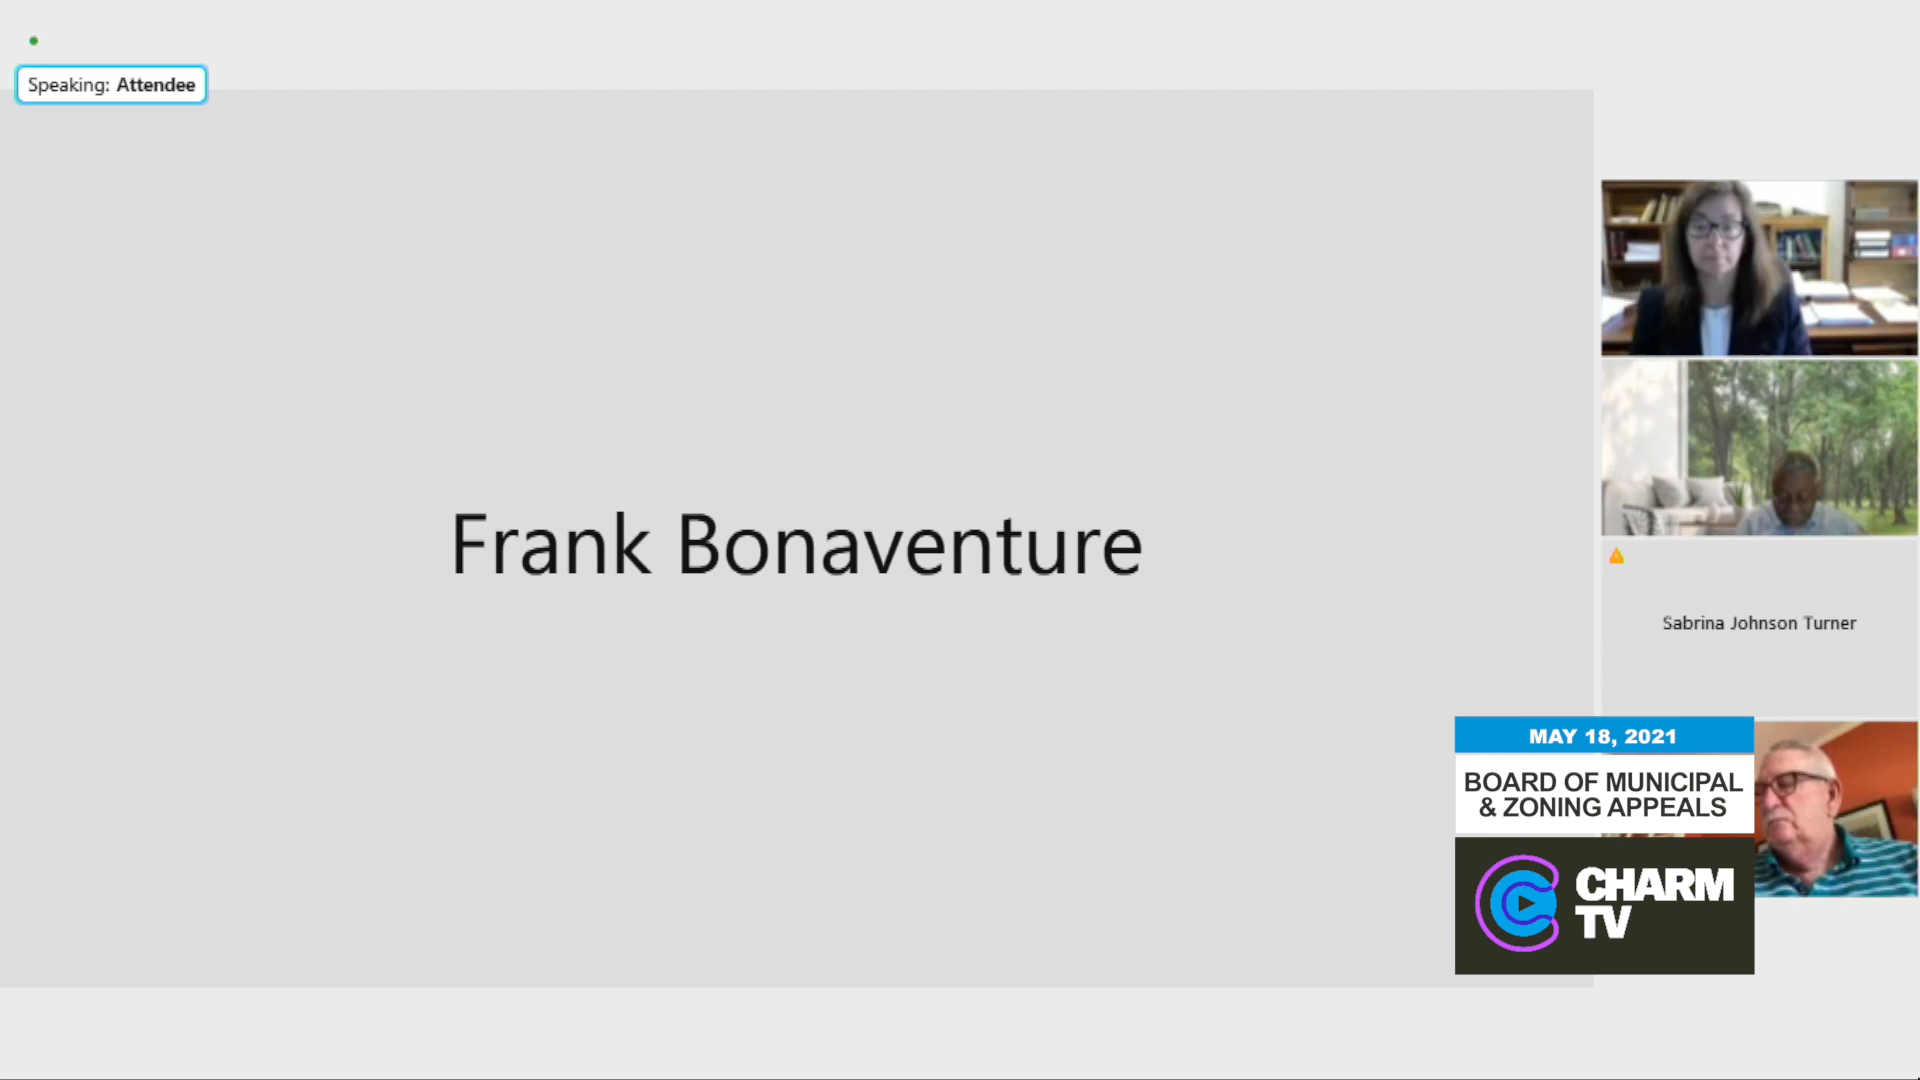 Speaking: Attendee
Frank Bonaventure
Sabrina Johnson Turner
MAY 18, 2021
BOARD OF MUNICIPAL
& ZONING APPEALS
CHARM
TV